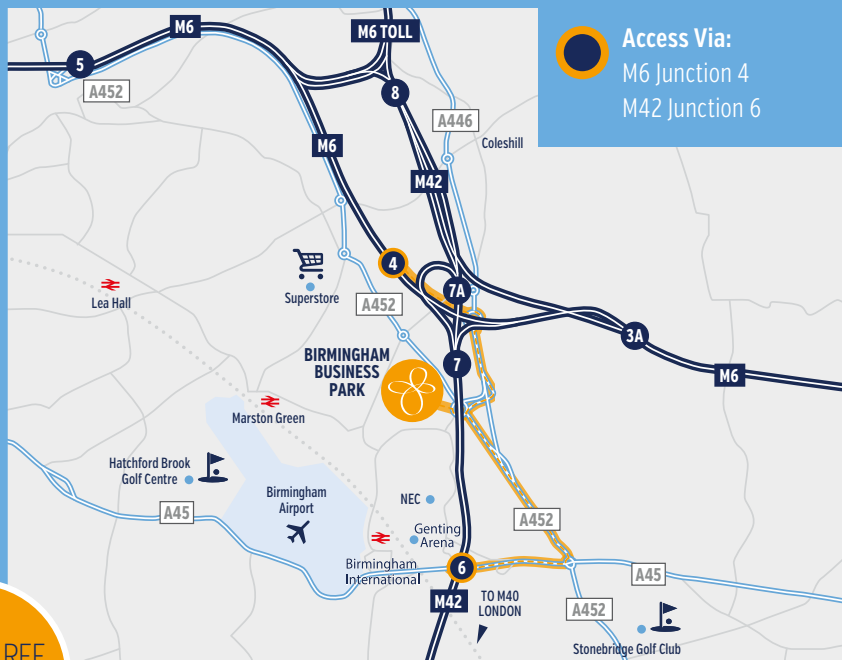 M6
M6 TOLL
5
A452
8
Access Via:
M6 Junction 4
M42 Junction 6
A446
Coleshill
M6
M42
4
7A
Superstore
A452
Lea Hall
3A
M6
BIRMINGHAM
BUSINESS
PARK
7
Marston Green
Hatchford Brook
Golf Centre
Birmingham
Airport
NEC
A45
A452
Genting
Arena
Birmingham
International
6
A45
M42
TO M40
LONDON
A452
Stonebridge Golf Club